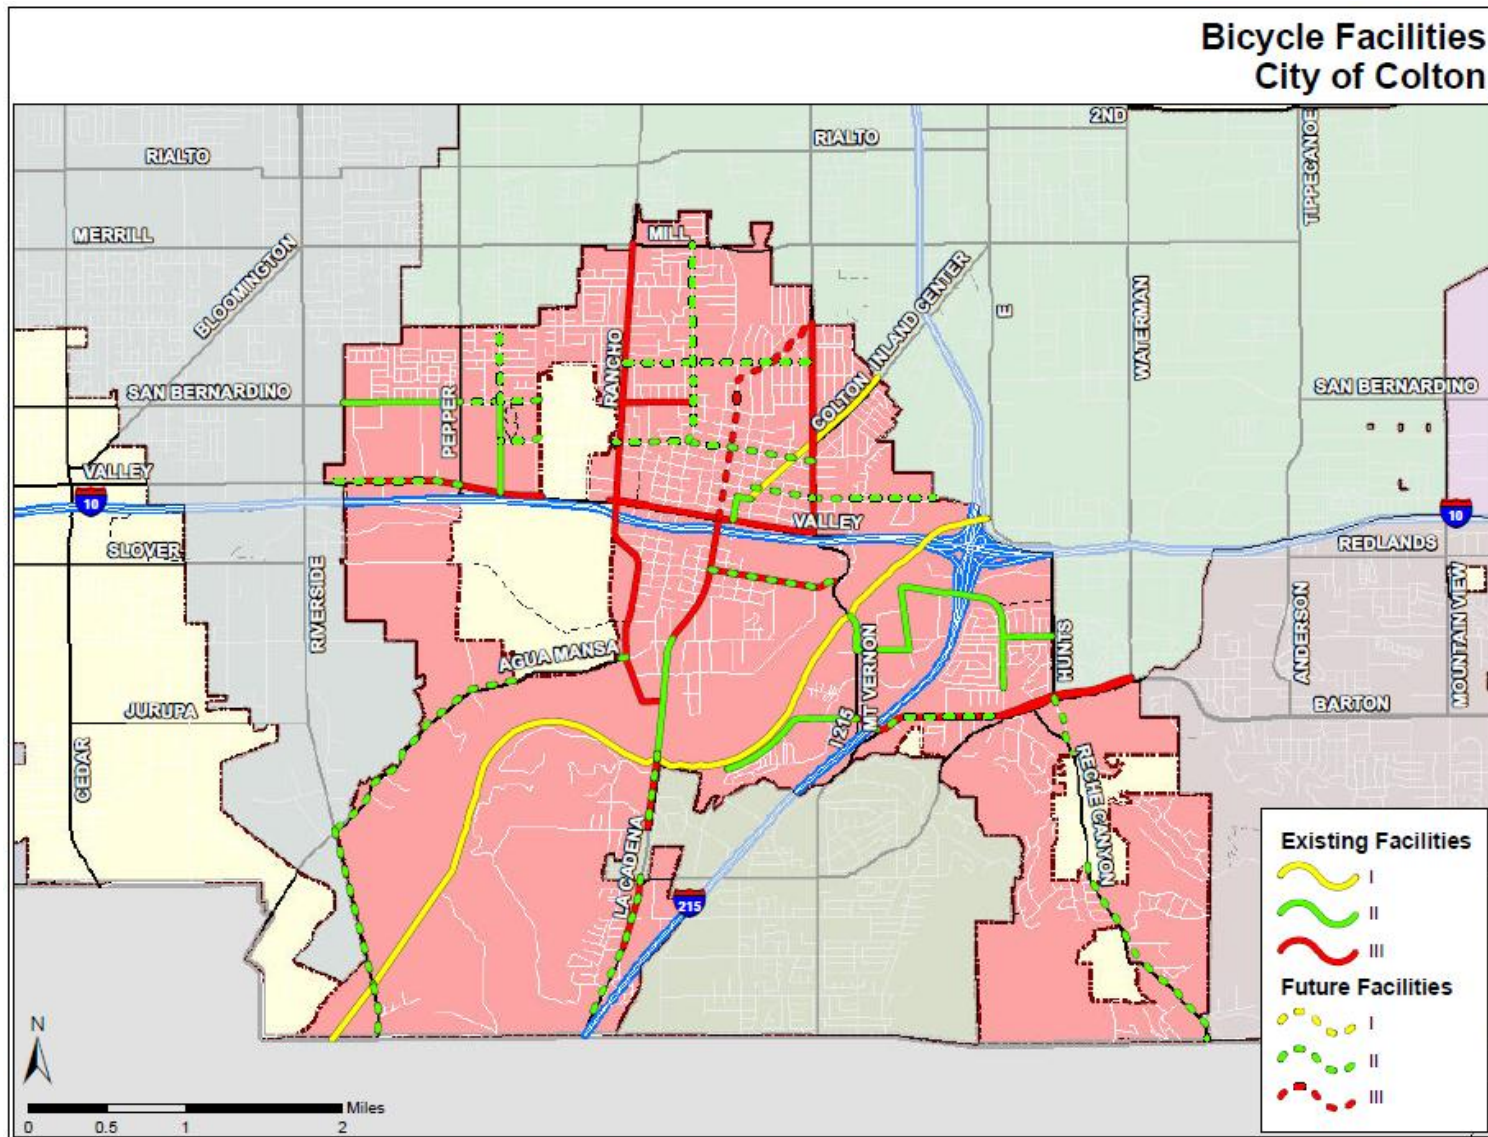 Bicycle Facilities
City of Colton
2ND
RIALTO
RIALTO
TIPPECANOE
MERRILL
MILL
BLOOMINGTON
COLTON INLAND CENTER
E
WATERMAN
RANCHO
SAN BERNARDINO
SAN BERNARDINO
PEPPER
VALLEY
10
VALLEY
10
SLOVER
REDLANDS
RIVERSIDE
ANDERSON
MOUNTAIN VIEW
AGUA MANSA
MT VERNON
HUNTS
JURUPA
I 215
BARTON
CEDAR
RECHE CANYON
LA CADENA
215
Existing Facilities
I
II
III
Future Facilities
I
II
III
N
Miles
0 0.5 1 2